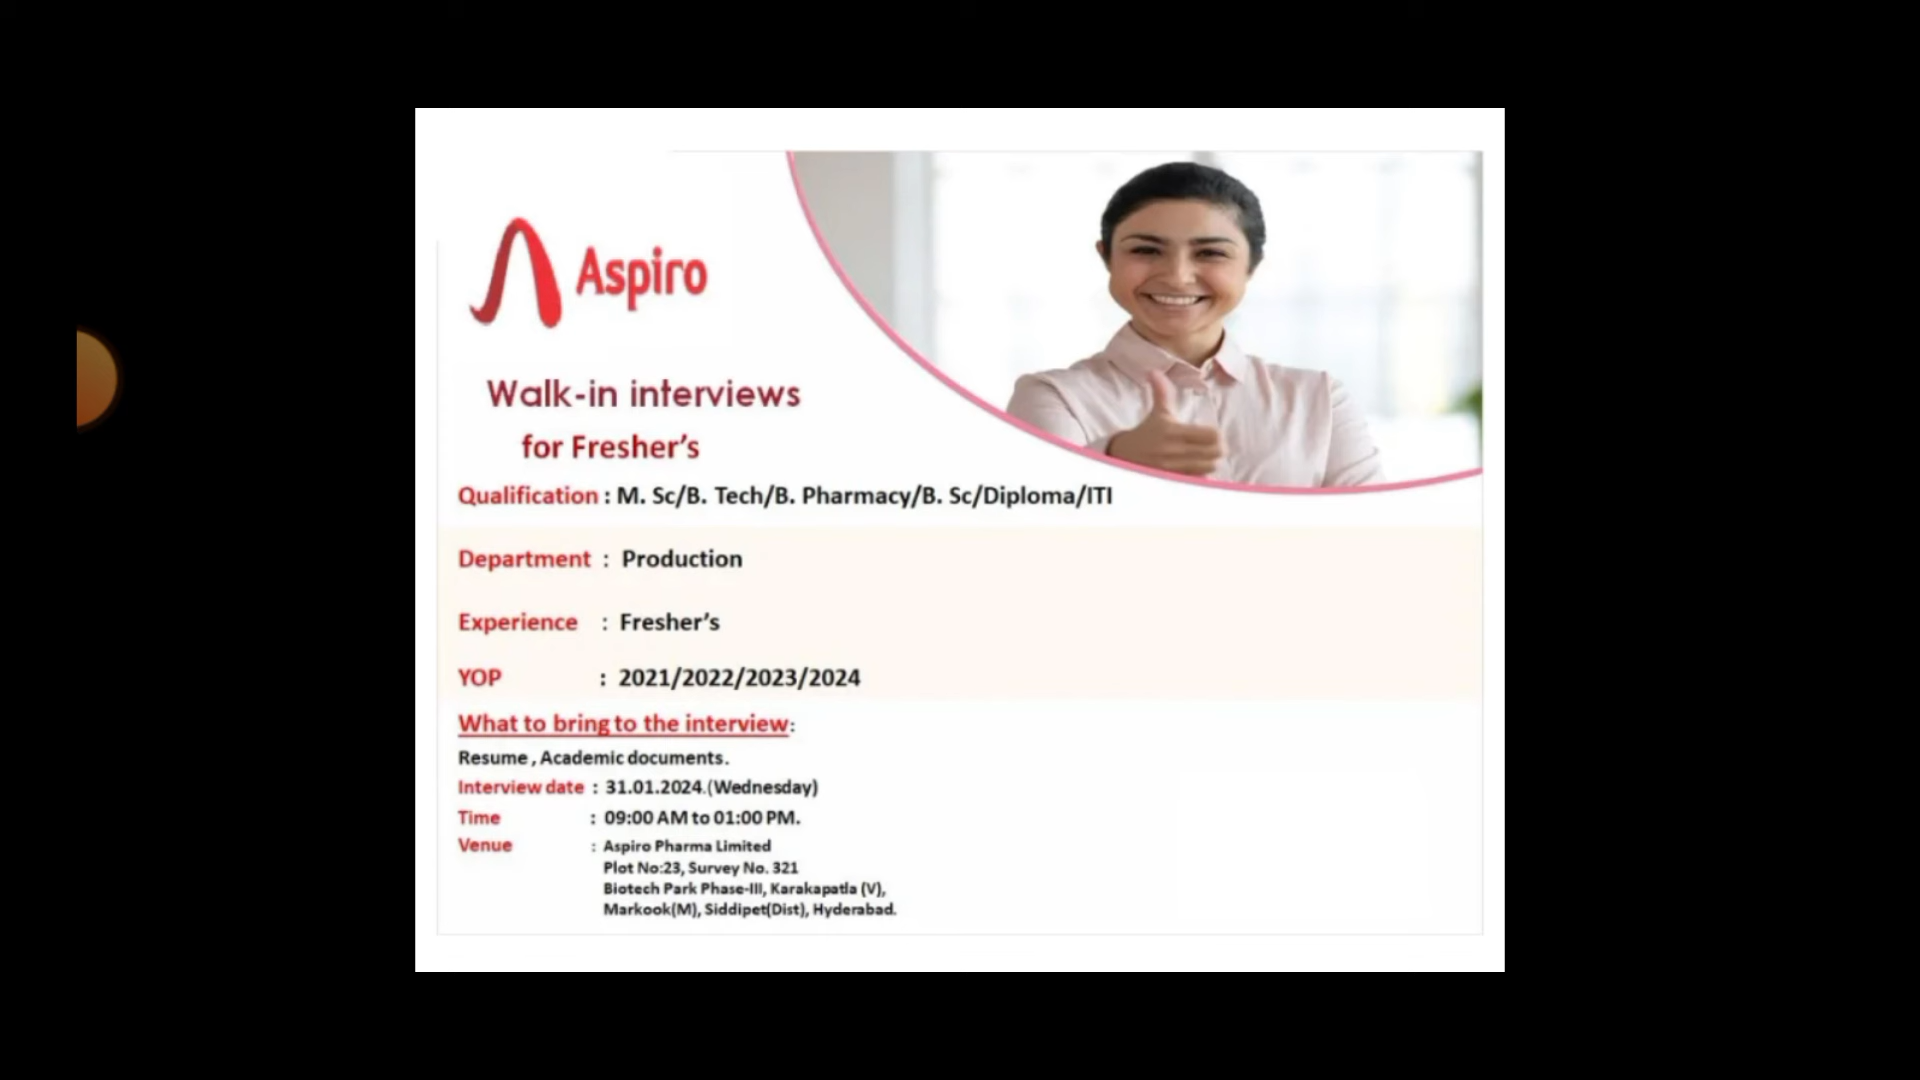 Aspiro
Walk-in interviews
for Fresher's
Qualification : M. Sc/B. Tech/B. Pharmacy/B. Sc/Diploma/ITI
Department : Production
Experience : Fresher's
YOP : 2021/2022/2023/2024
What to bring to the interview:
Resume , Academic documents.
Interview date : 31.01.2024.(Wednesday)
Time : 09:00 AM to 01:00 PM.
Venue : Aspiro Pharma Limited
Plot No:23, Survey No. 321
Biotech Park Phase-III, Karakapatla (V),
Markook(M), Siddipet(Dist), Hyderabad.